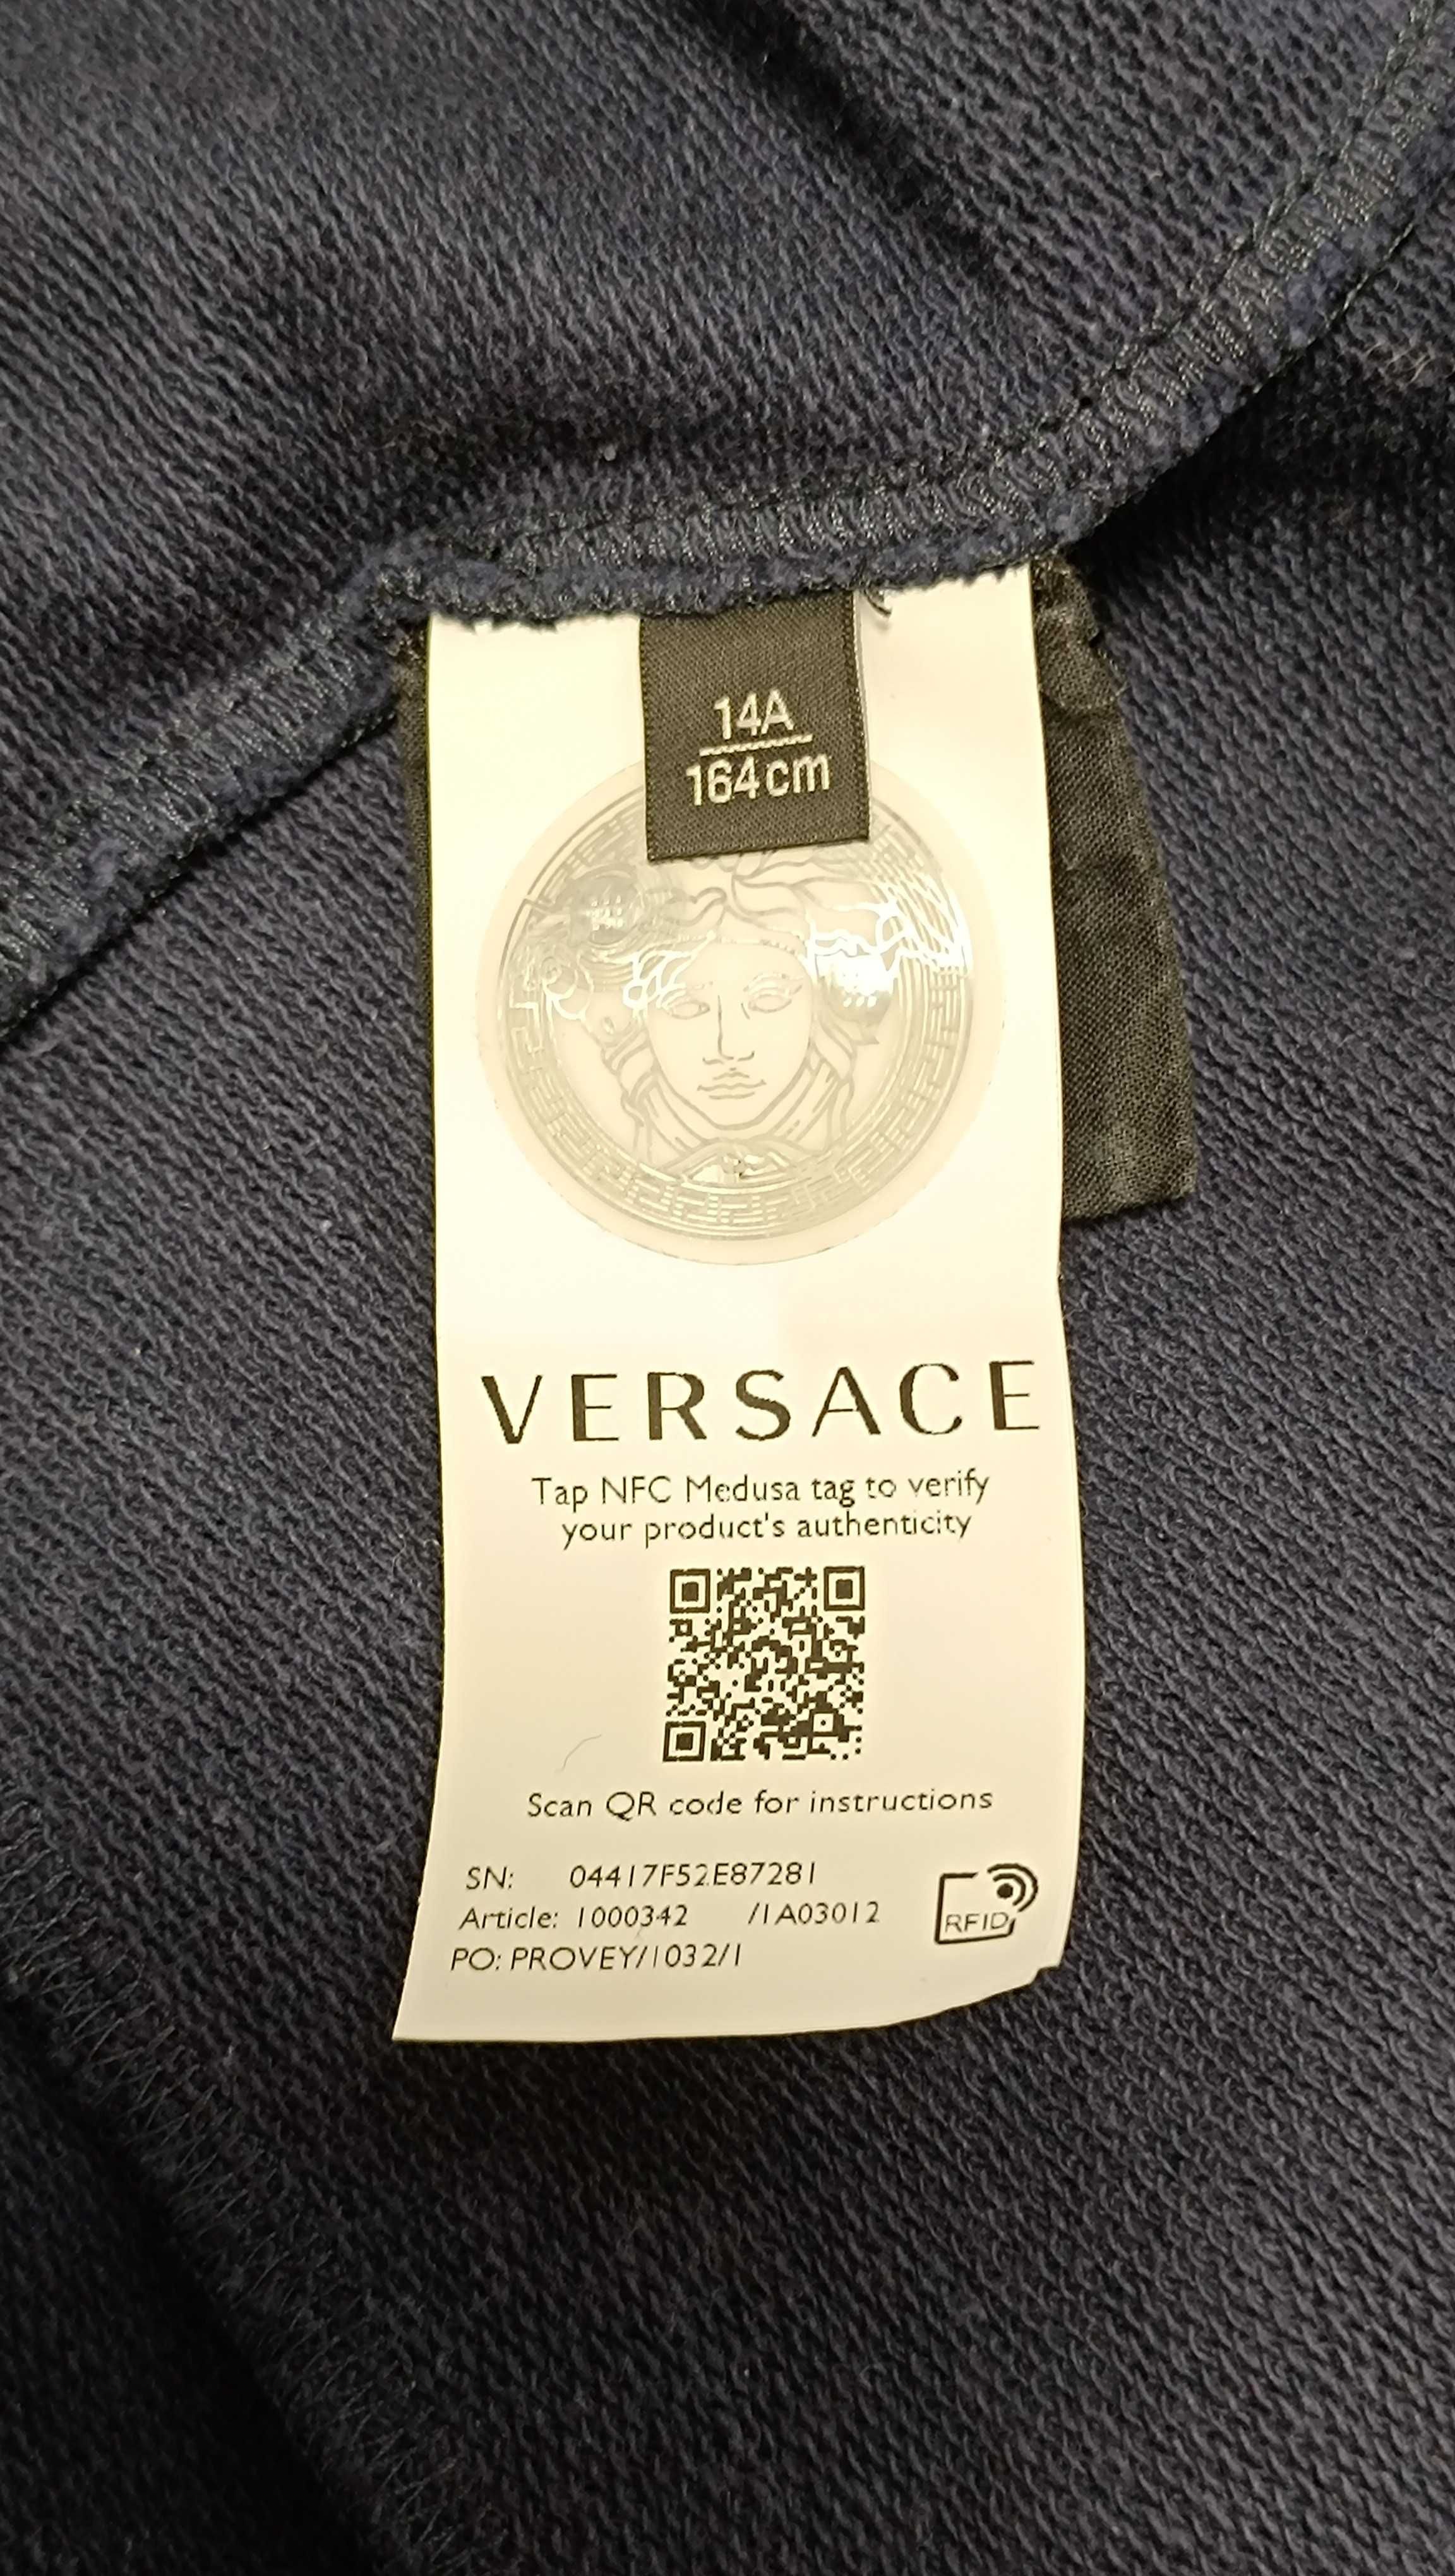 14A
164cm
VERSACE
Tap NFC Medusa tag to verify
your product's authenticity
Scan QR code for instructions
SN: 04417F52E87281
Article: 1000342 /1A03012
PO: PROVEY/1032/1
RFID